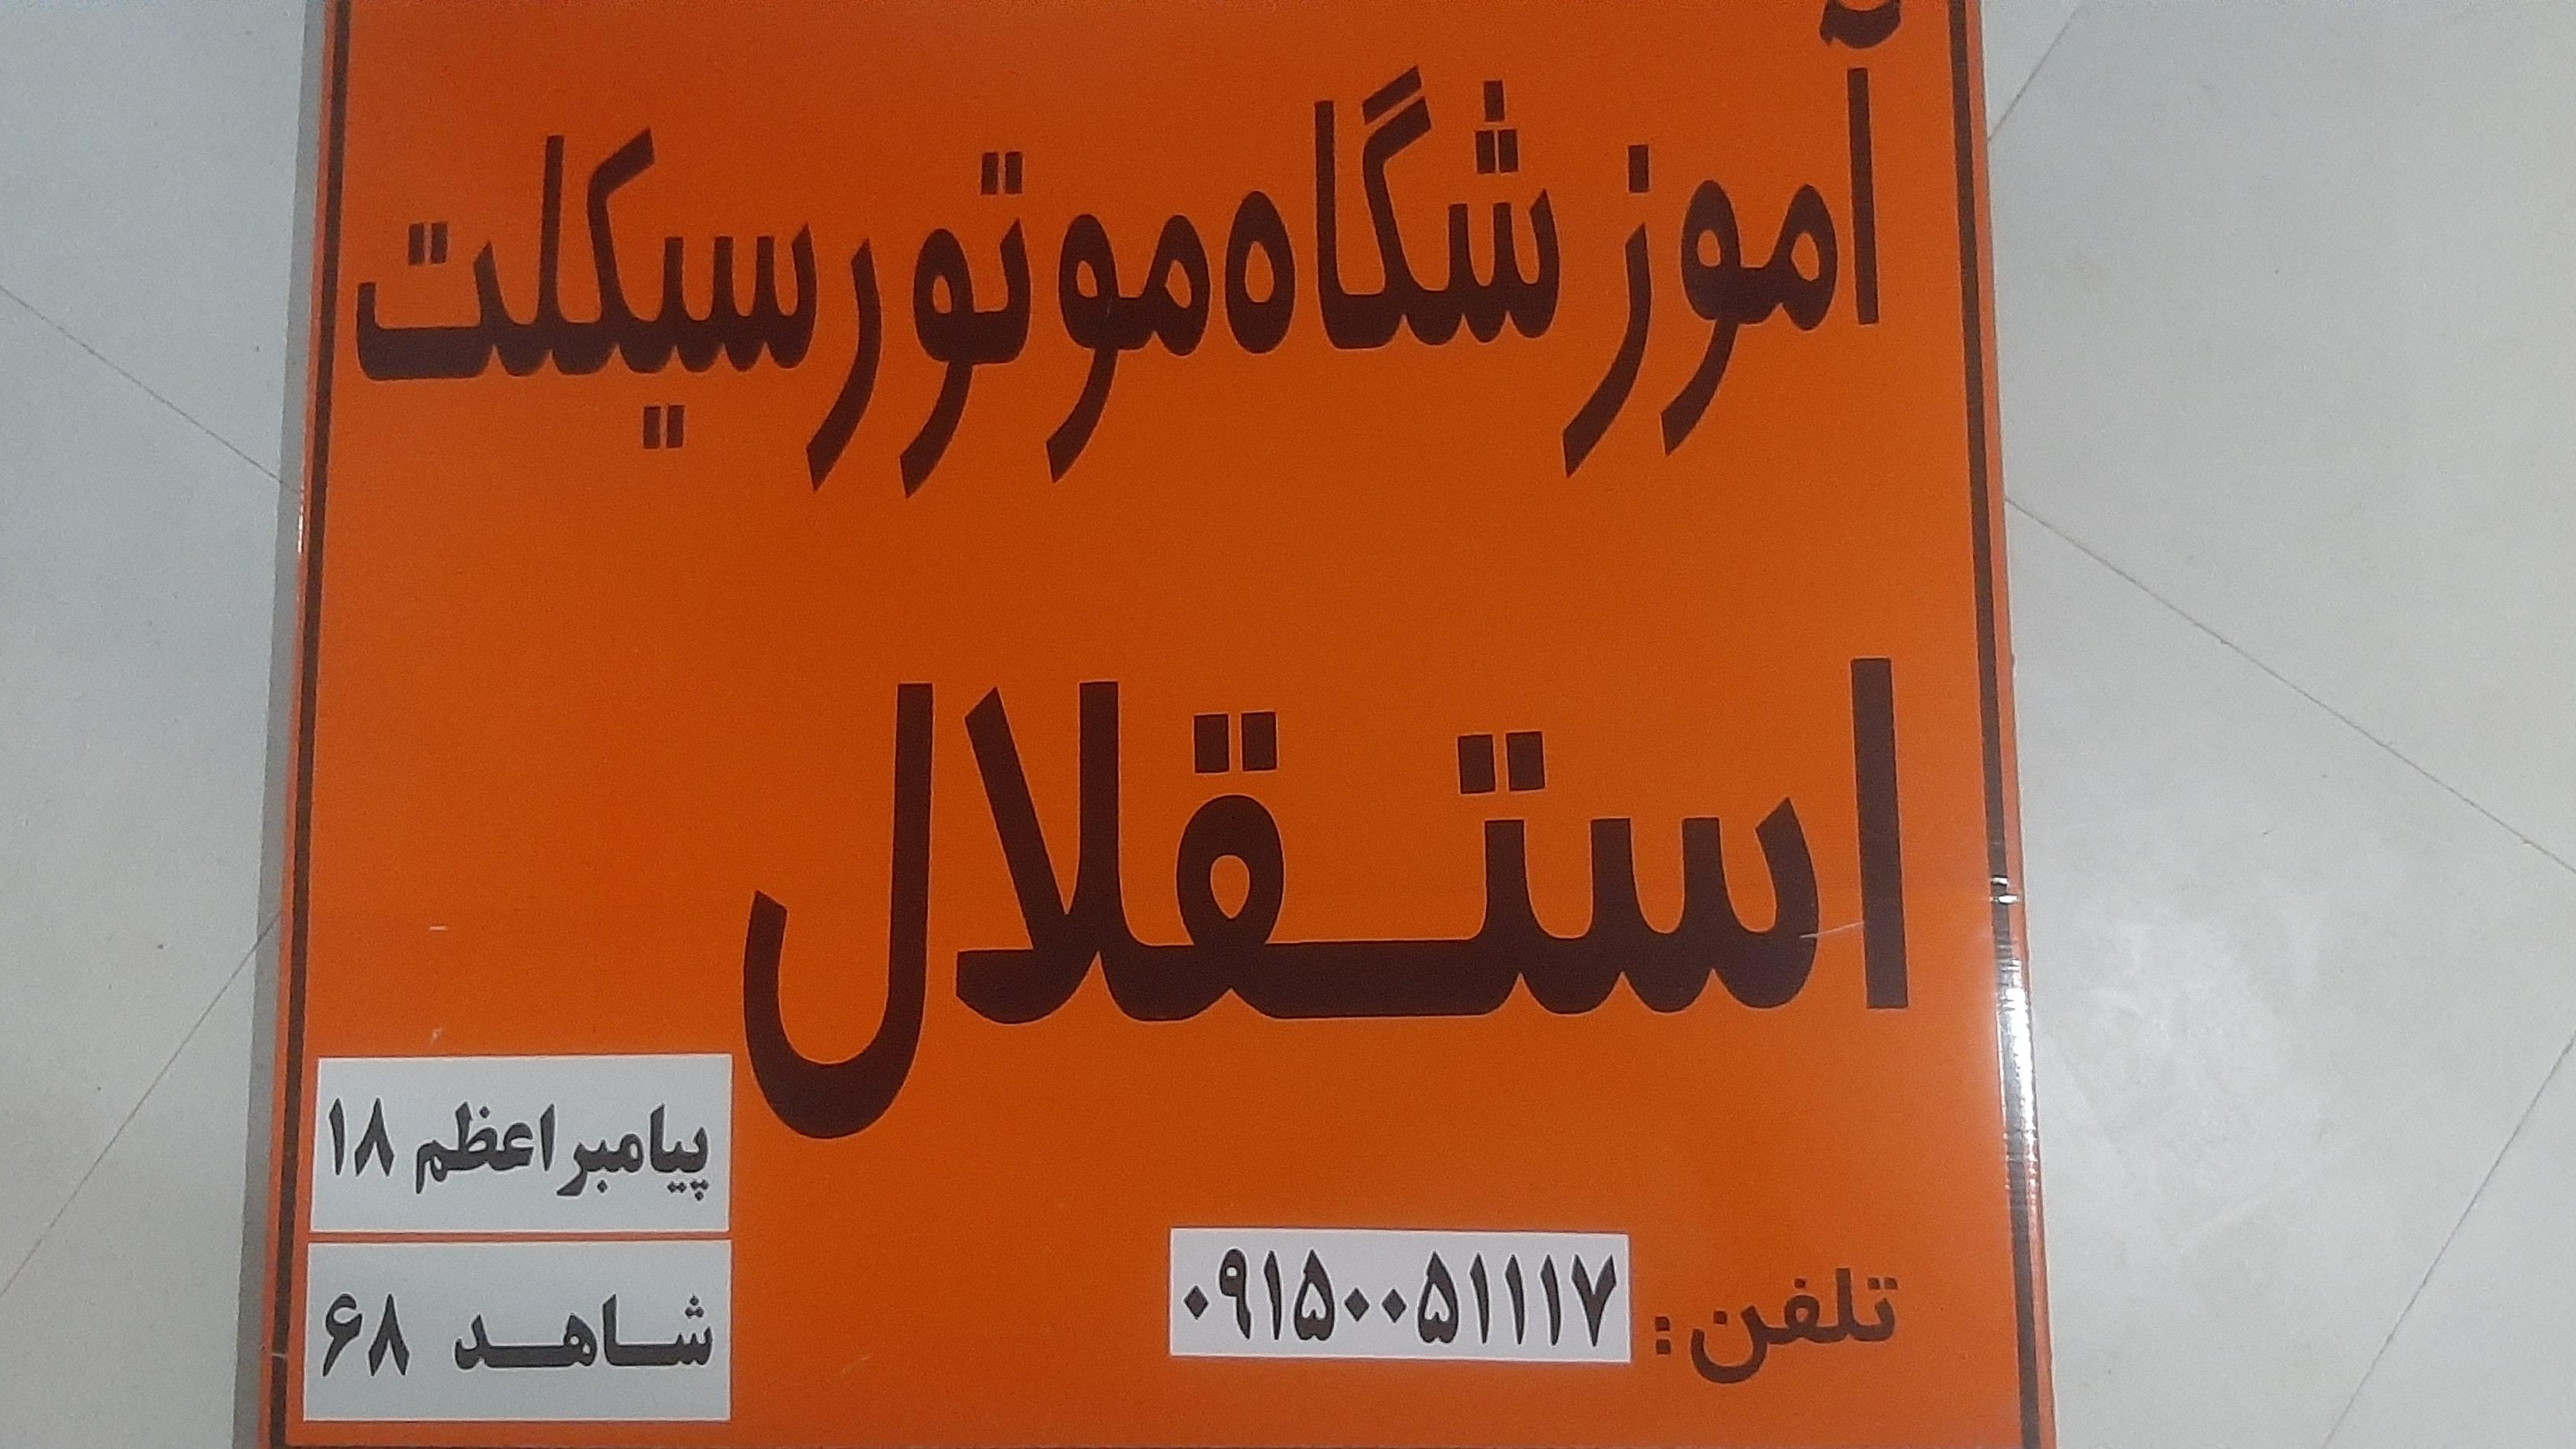 آموزشگاه موتورسیکلت
استقلال
پیامبر اعظم ۱۸
شاهد ۶۸
تلفن: ۰۹۱۵۰۰۵۱۱۱۷